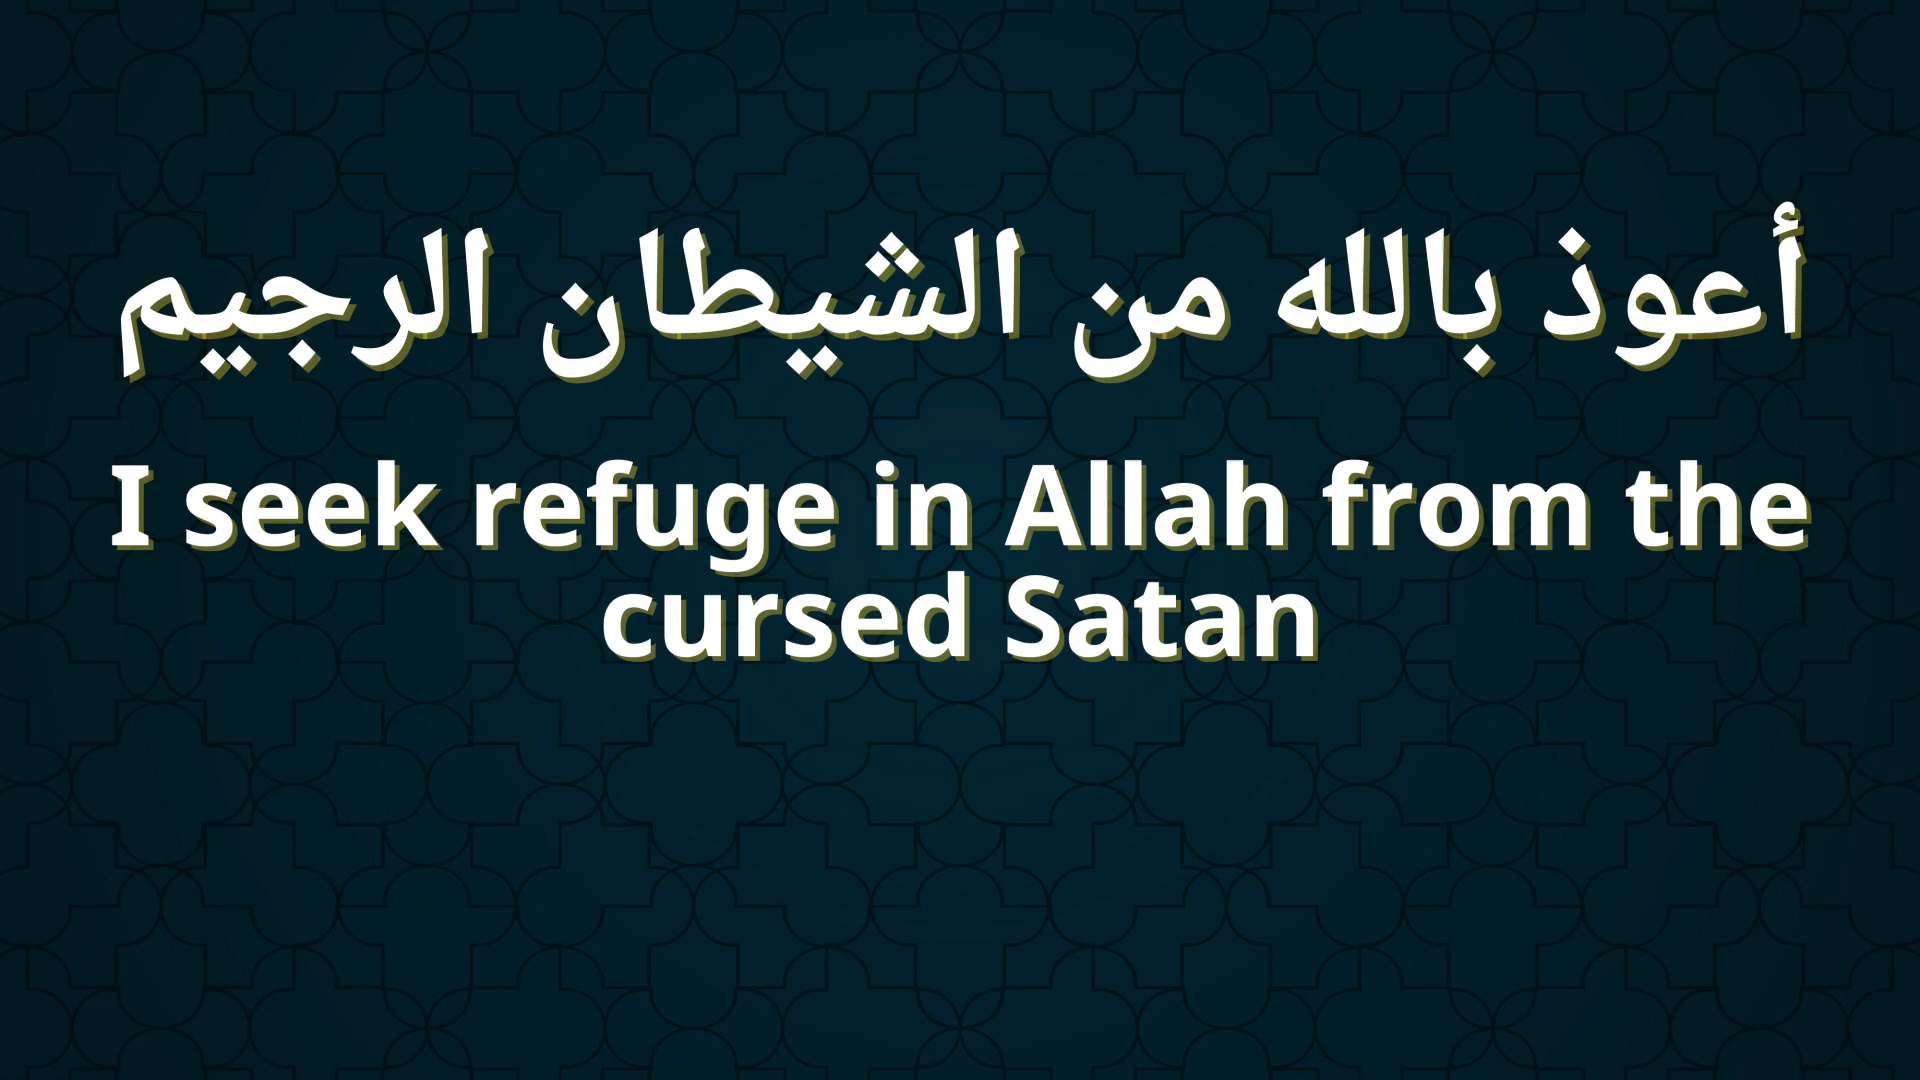 أعوذ بالله من الشيطان الرجيم
I seek refuge in Allah from the
cursed Satan